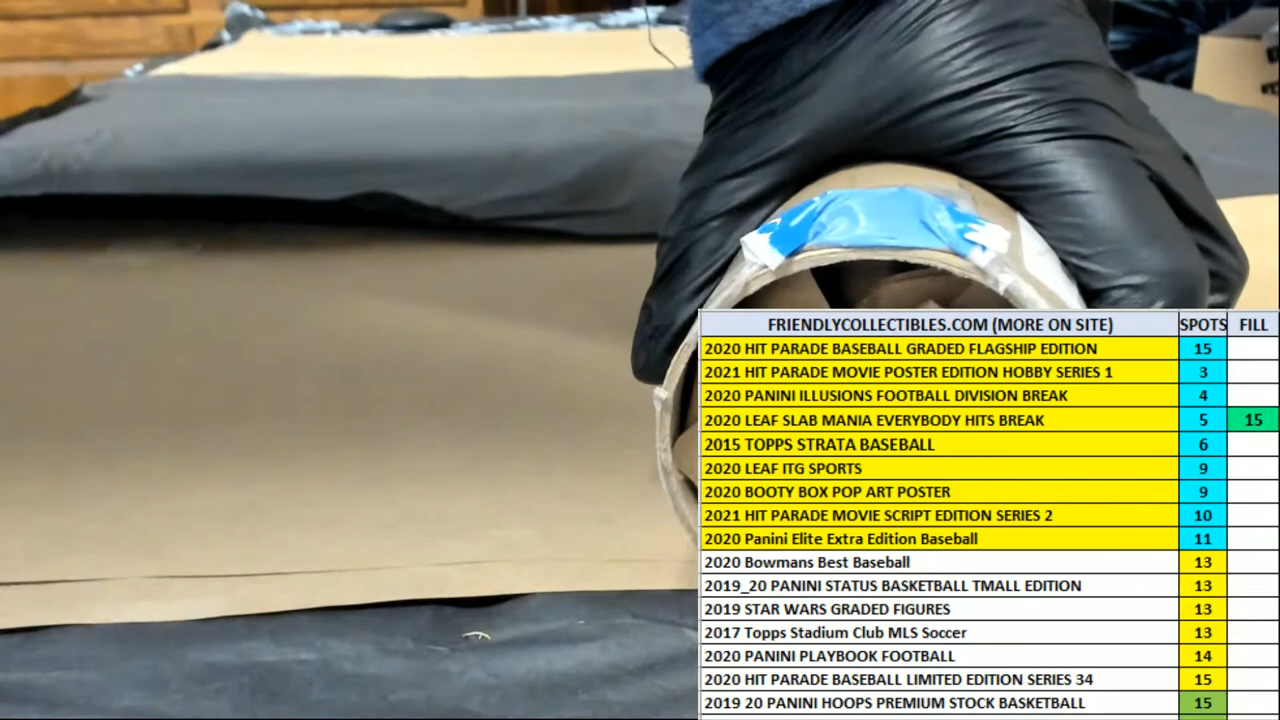 FRIENDLYCOLLECTIBLES.COM (MORE ON SITE) SPOTS FILL
2020 HIT PARADE BASEBALL GRADED FLAGSHIP EDITION 15
2021 HIT PARADE MOVIE POSTER EDITION HOBBY SERIES 1 3
2020 PANINI ILLUSIONS FOOTBALL DIVISION BREAK 4
2020 LEAF SLAB MANIA EVERYBODY HITS BREAK 5 15
2015 TOPPS STRATA BASEBALL 6
2020 LEAF ITG SPORTS 9
2020 BOOTY BOX POP ART POSTER 9
2021 HIT PARADE MOVIE SCRIPT EDITION SERIES 2 10
2020 Panini Elite Extra Edition Baseball 11
2020 Bowmans Best Baseball 13
2019_20 PANINI STATUS BASKETBALL TMALL EDITION 13
2019 STAR WARS GRADED FIGURES 13
2017 Topps Stadium Club MLS Soccer 13
2020 PANINI PLAYBOOK FOOTBALL 14
2020 HIT PARADE BASEBALL LIMITED EDITION SERIES 34 15
2019 20 PANINI HOOPS PREMIUM STOCK BASKETBALL 15